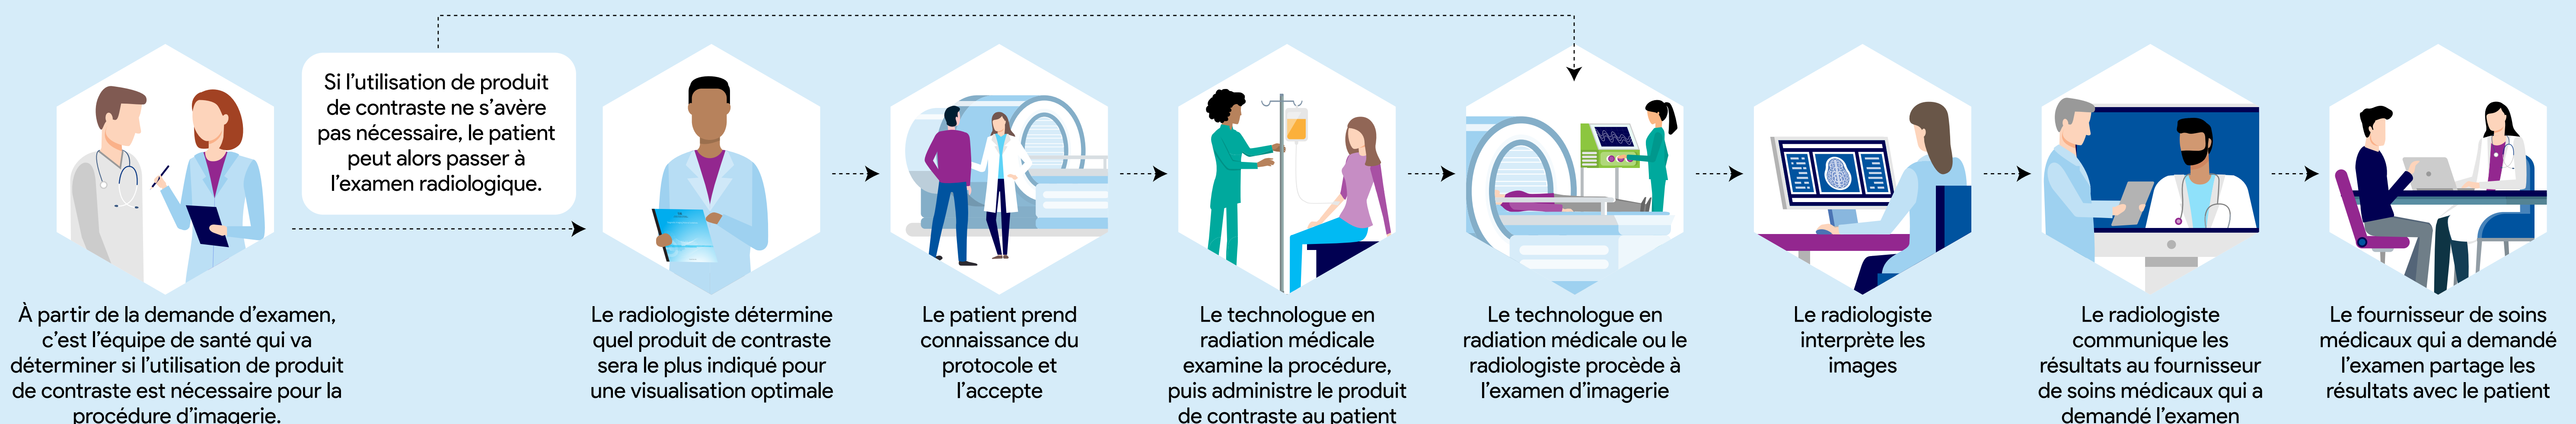 Si l'utilisation de produit
de contraste ne s'avère
pas nécessaire, le patient
peut alors passer à
l'examen radiologique.
À partir de la demande d'examen,
c'est l'équipe de santé qui va
déterminer si l'utilisation de produit
de contraste est nécessaire pour la
procédure d'imagerie.
Le radiologiste détermine
quel produit de contraste
sera le plus indiqué pour
une visualisation optimale
Le patient prend
connaissance du
protocole et
l'accepte
Le technologue en
radiation médicale
examine la procédure,
puis administre le produit
de contraste au patient
Le technologue en
radiation médicale ou le
radiologiste procède à
l'examen d'imagerie
Le radiologiste
interprète les
images
Le radiologiste
communique les
résultats au fournisseur
de soins médicaux qui a
demandé l'examen
Le fournisseur de soins
médicaux qui a demandé
l'examen partage les
résultats avec le patient